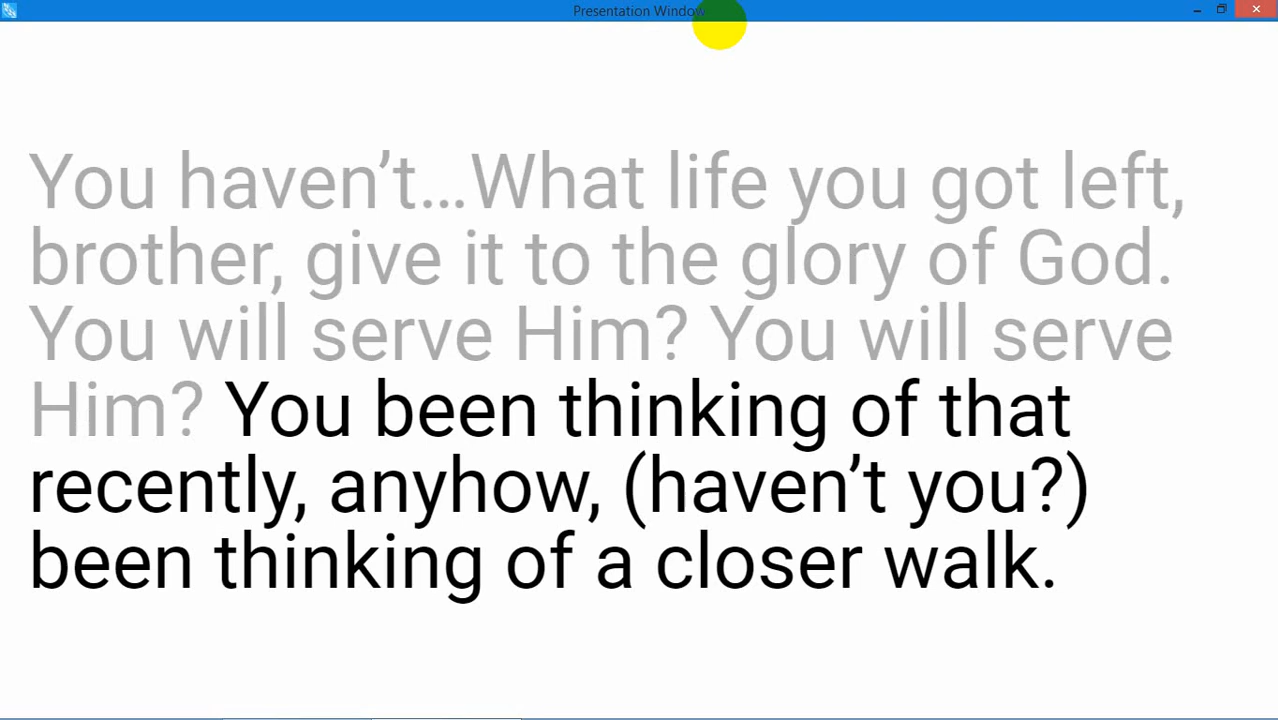 Presentation Window
You haven’t…What life you got left,
brother, give it to the glory of God.
You will serve Him? You will serve
Him? You been thinking of that
recently, anyhow, (haven’t you?)
been thinking of a closer walk.